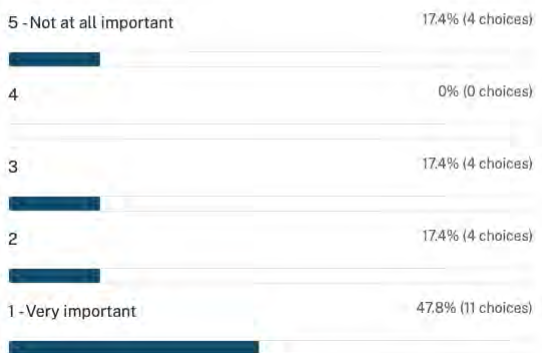 5 - Not at all important 17.4% (4 choices)
4 0% (0 choices)
3 17.4% (4 choices)
2 17.4% (4 choices)
1 - Very important 47.8% (11 choices)